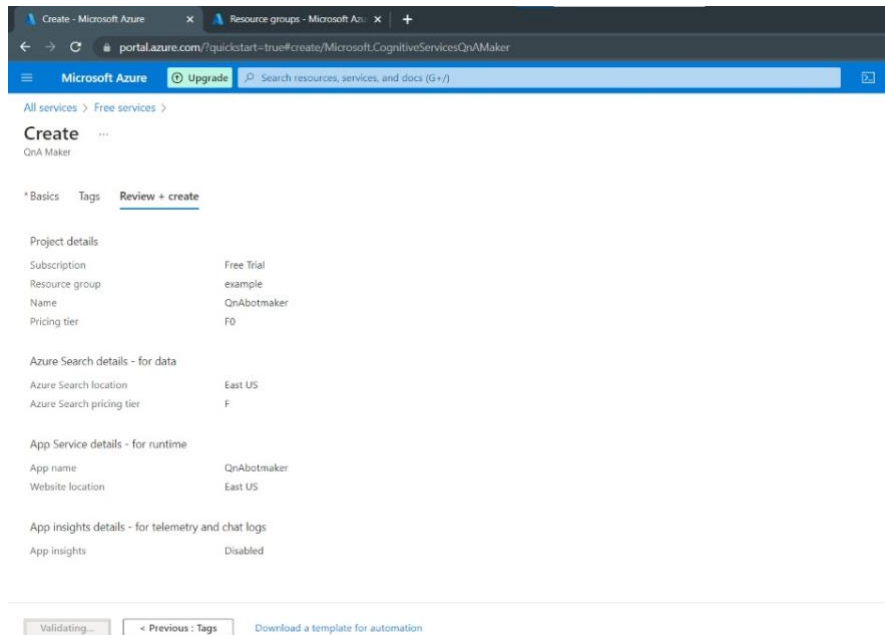 Create - Microsoft Azure
Resource groups - Microsoft Azu
portal.azure.com/?quickstart=true#create/Microsoft.CognitiveServicesQnAMaker
Microsoft Azure Upgrade Search resources, services, and docs (G+/)
All services > Free services >
Create ...
QnA Maker
* Basics Tags Review + create
Project details
Subscription Free Trial
Resource group example
Name QnAbotmaker
Pricing tier F0
Azure Search details - for data
Azure Search location East US
Azure Search pricing tier F
App Service details - for runtime
App name QnAbotmaker
Website location East US
App insights details - for telemetry and chat logs
App insights Disabled
Validating... < Previous : Tags Download a template for automation